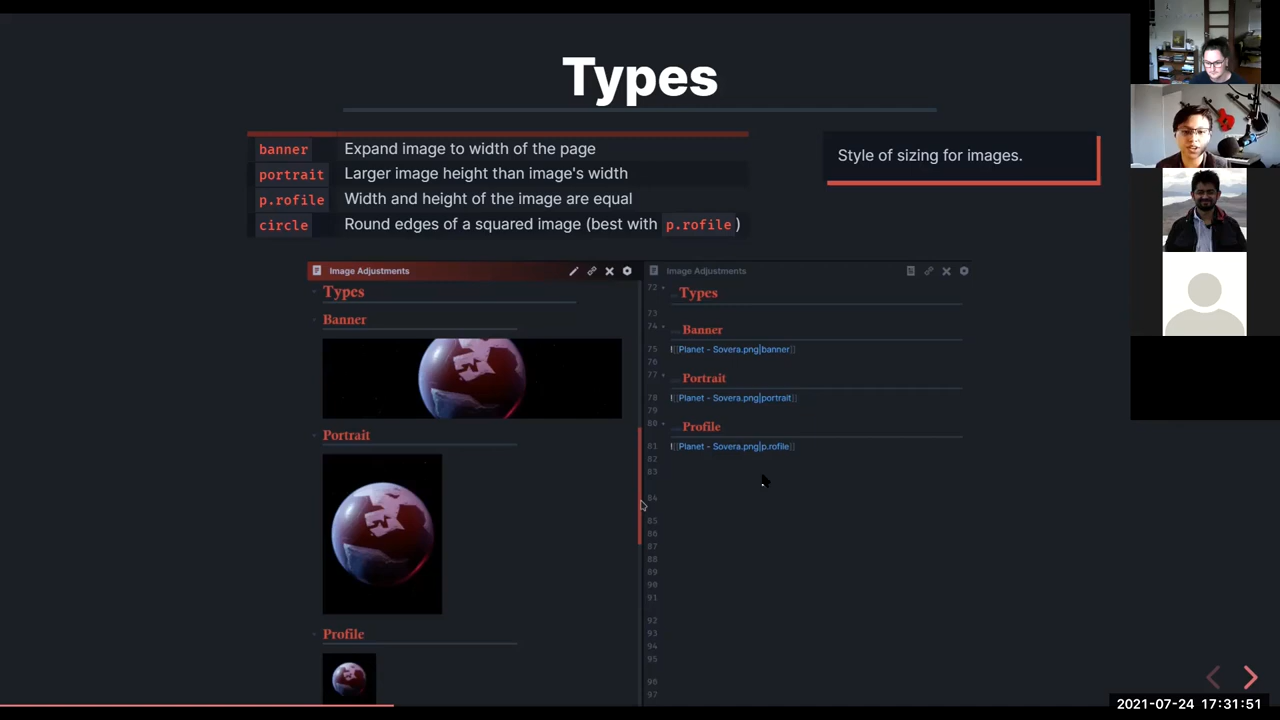 Types
banner Expand image to width of the page
portrait Larger image height than image's width
p.rofile Width and height of the image are equal
circle Round edges of a squared image (best with p.rofile)
Style of sizing for images.
Image Adjustments
Types
Banner
Portrait
Profile
Image Adjustments
72 Types
73
74 Banner
75 ![[Planet - Sovera.png|banner]]
76
77 Portrait
78 ![[Planet - Sovera.png|portrait]]
79
80 Profile
81 ![[Planet - Sovera.png|p.rofile]]
82
83
84
85
86
87
88
89
90
91
92
93
94
95
96
97
2021-07-24 17:31:51